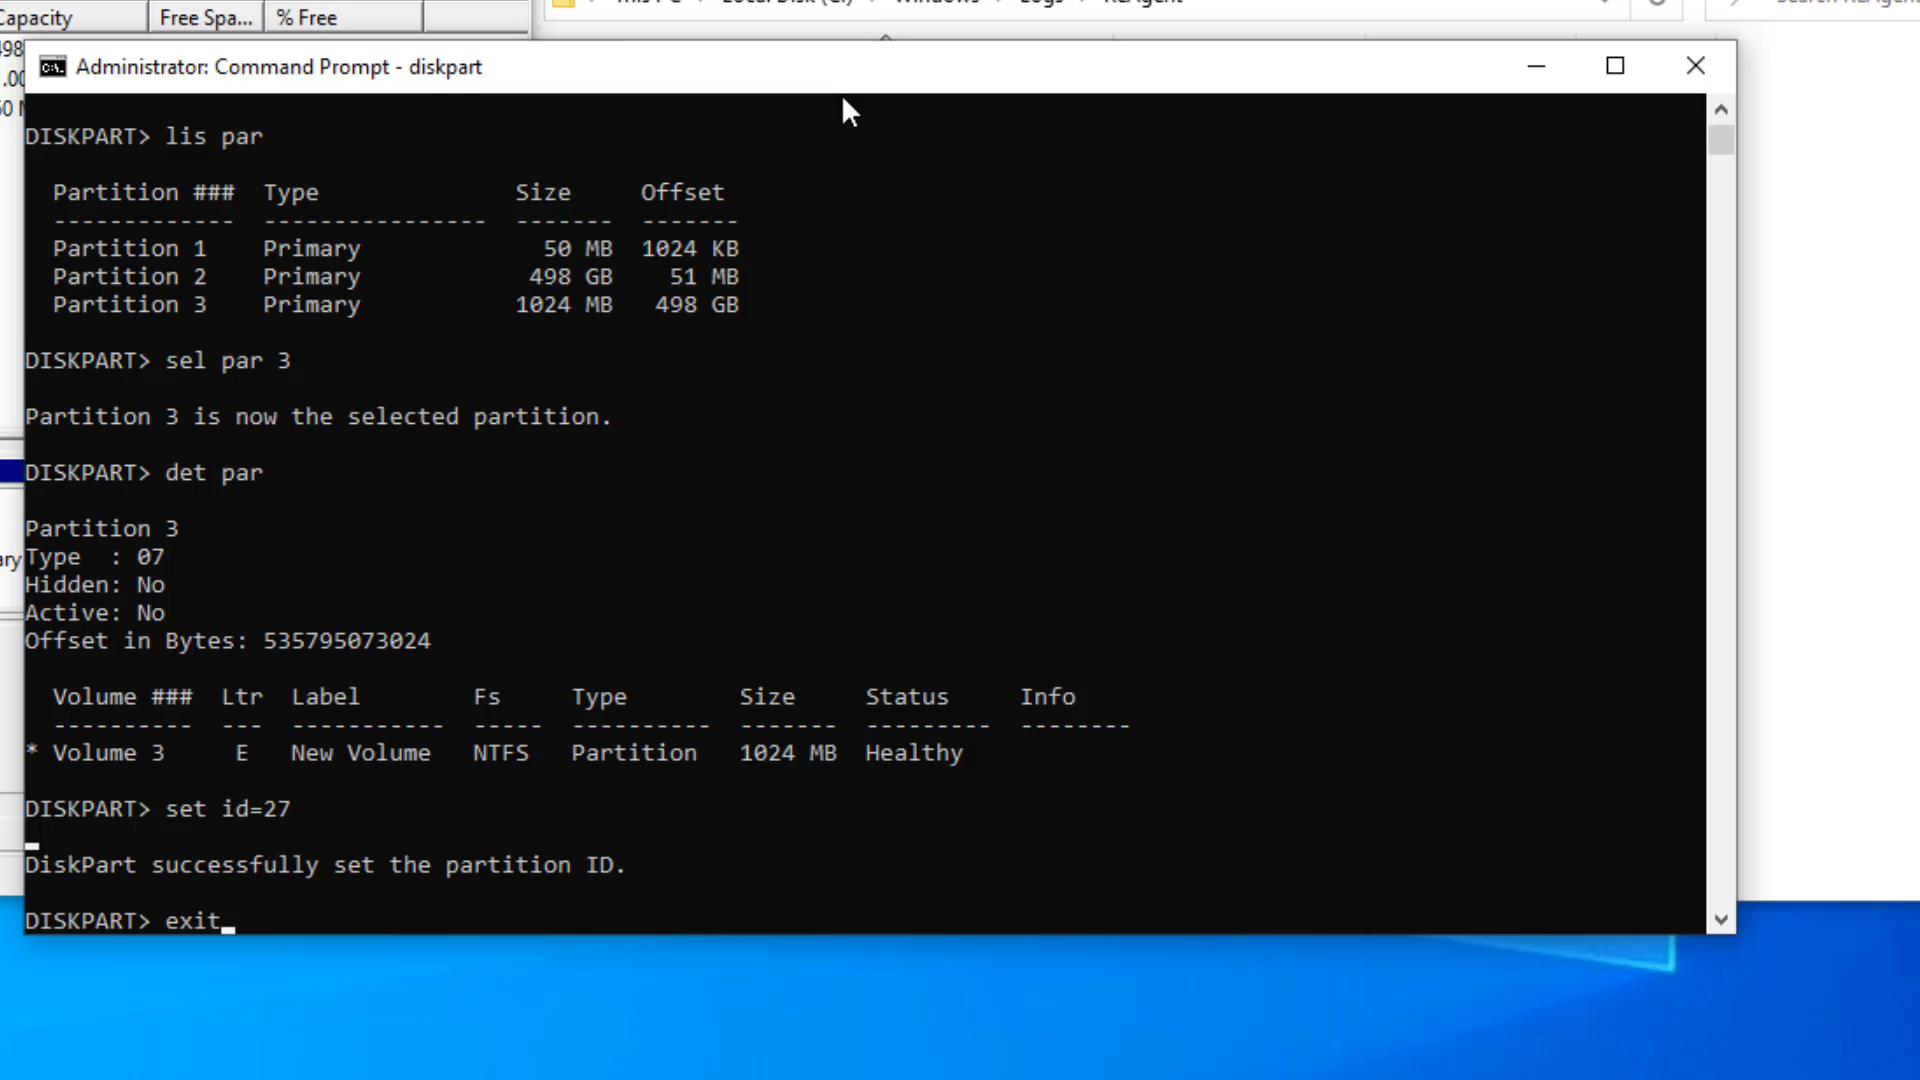 Capacity Free Spa... % Free
Administrator: Command Prompt - diskpart
DISKPART> lis par
Partition ### Type Size Offset
------------- ---------------- ------- -------
Partition 1 Primary 50 MB 1024 KB
Partition 2 Primary 498 GB 51 MB
Partition 3 Primary 1024 MB 498 GB
DISKPART> sel par 3
Partition 3 is now the selected partition.
DISKPART> det par
Partition 3
Type : 07
Hidden: No
Active: No
Offset in Bytes: 535795073024
Volume ### Ltr Label Fs Type Size Status Info
---------- --- ----------- ----- ---------- ------- --------- --------
* Volume 3 E New Volume NTFS Partition 1024 MB Healthy
DISKPART> set id=27
DiskPart successfully set the partition ID.
DISKPART> exit